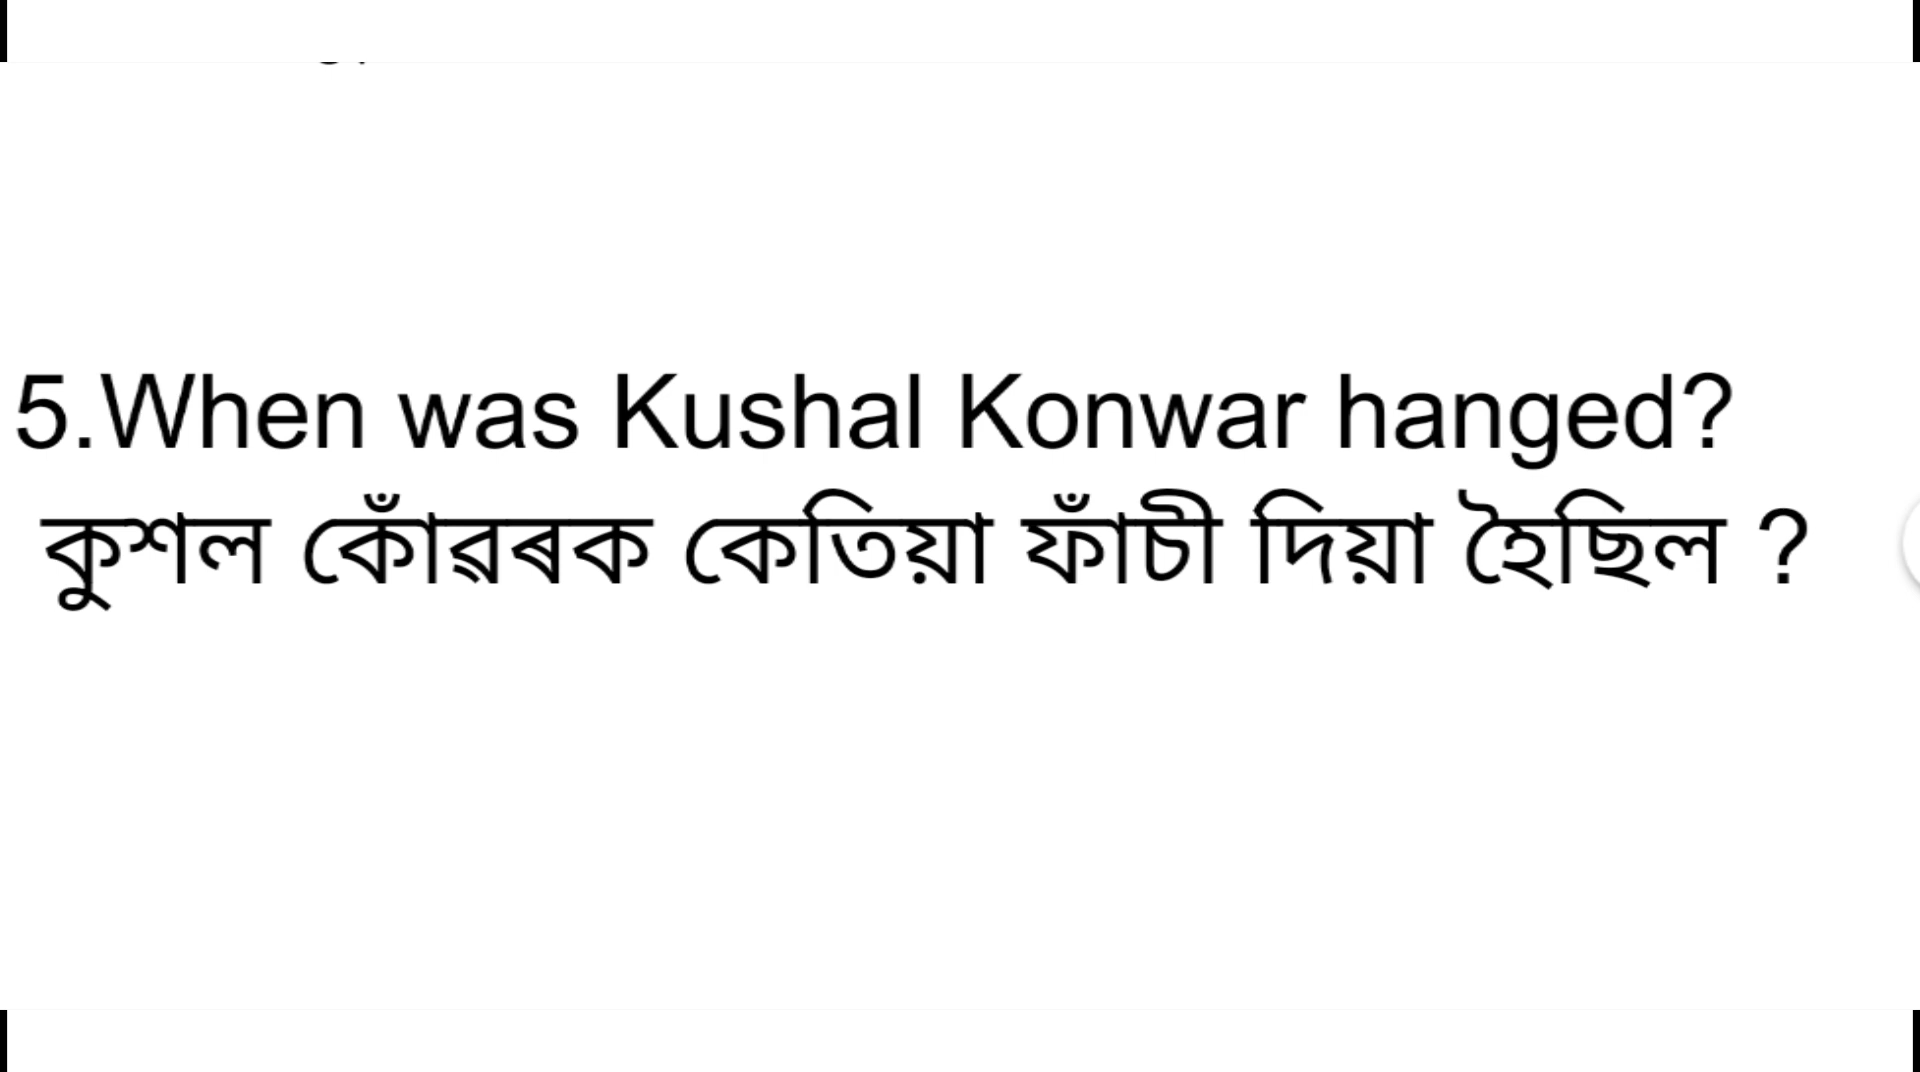 5.When was Kushal Konwar hanged?
কুশল কোঁৱৰক কেতিয়া ফাঁচী দিয়া হৈছিল ?